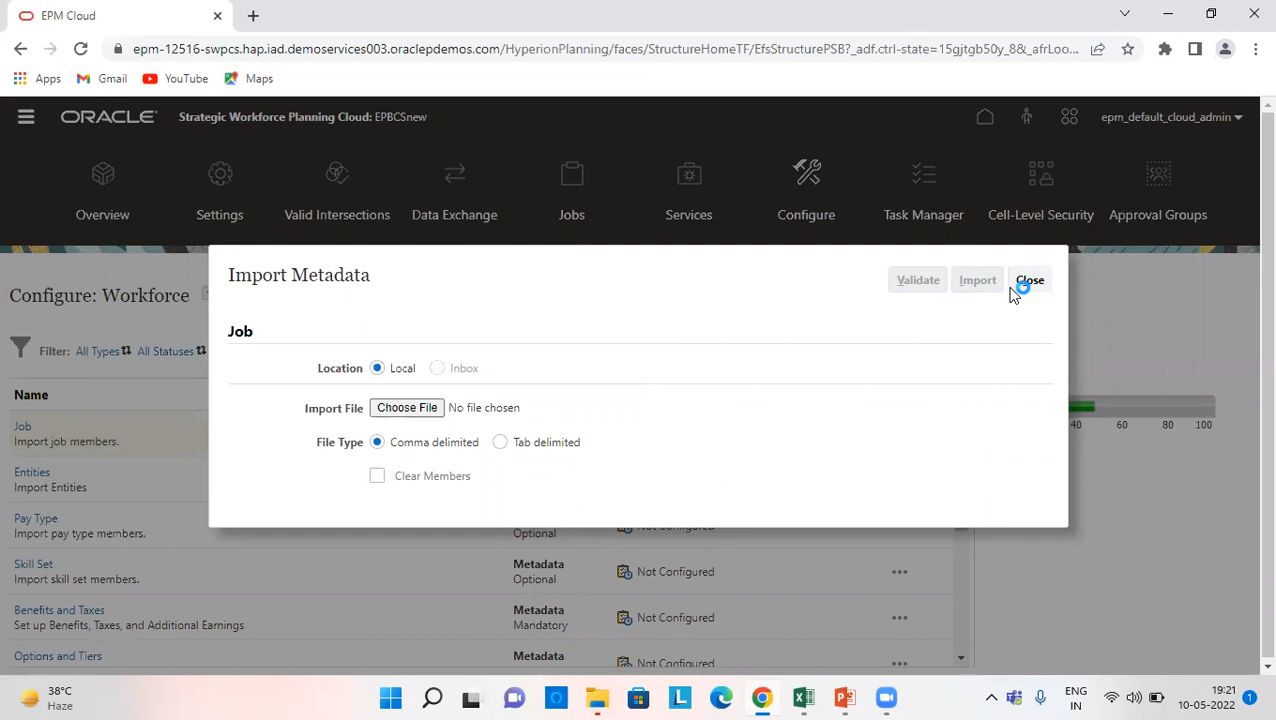 EPM Cloud
epm-12516-swpcs.hap.iad.demoservices003.oraclepdemos.com/HyperionPlanning/faces/StructureHomeTF/EfsStructurePSB?_adf.ctrl-state=15gjtgb50y_8&_afrLoo...
Apps Gmail YouTube Maps
ORACLE® Strategic Workforce Planning Cloud: EPBCSnew epm_default_cloud_admin
Overview Settings Valid Intersections Data Exchange Jobs Services Configure Task Manager Cell-Level Security Approval Groups
Import Metadata Validate Import Close
Configure: Workforce
Job
Filter: All Types All Statuses
Location Local Inbox
Name
Import File Choose File No file chosen
40 60 80 100
Job
Import job members.
File Type Comma delimited Tab delimited
Clear Members
Entities
Import Entities
Pay Type
Import pay type members.
Mandatory Not Configured
Optional
Skill Set Metadata
Import skill set members. Optional Not Configured
Benefits and Taxes Metadata
Set up Benefits, Taxes, and Additional Earnings Mandatory Not Configured
Options and Tiers Metadata Not Configured
38°C
Haze
ENG
IN
19:21
10-05-2022
1